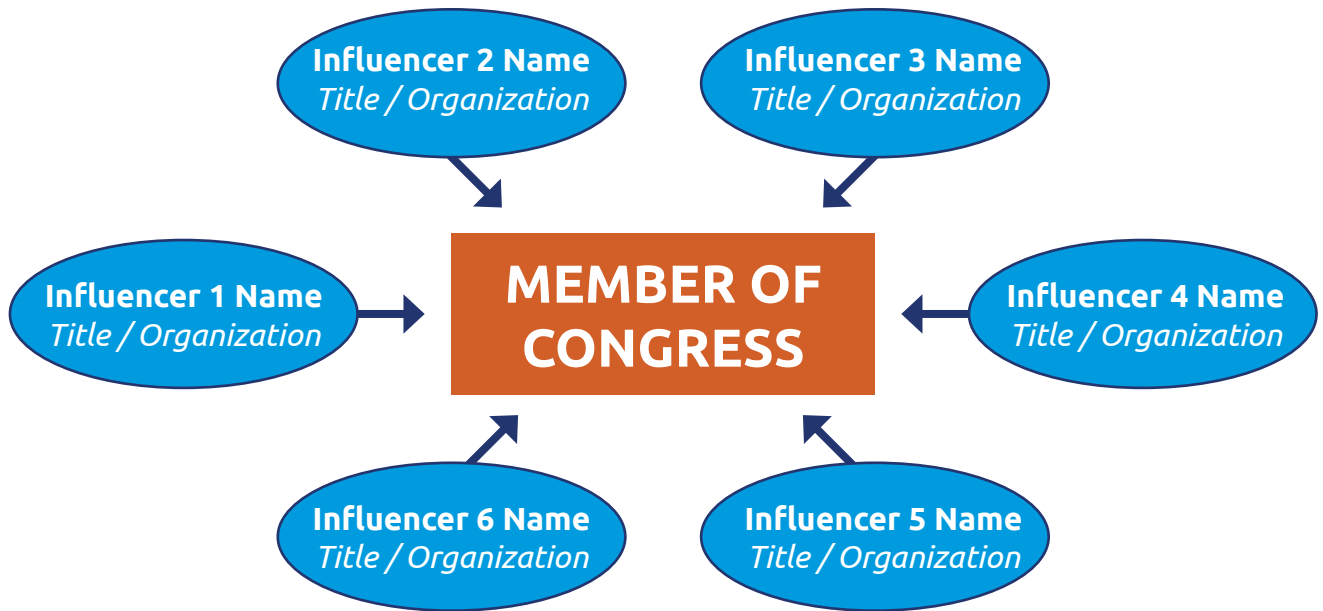 Influencer 2 Name
Title / Organization
Influencer 3 Name
Title / Organization
Influencer 1 Name
Title / Organization
MEMBER OF
CONGRESS
Influencer 4 Name
Title / Organization
Influencer 6 Name
Title / Organization
Influencer 5 Name
Title / Organization